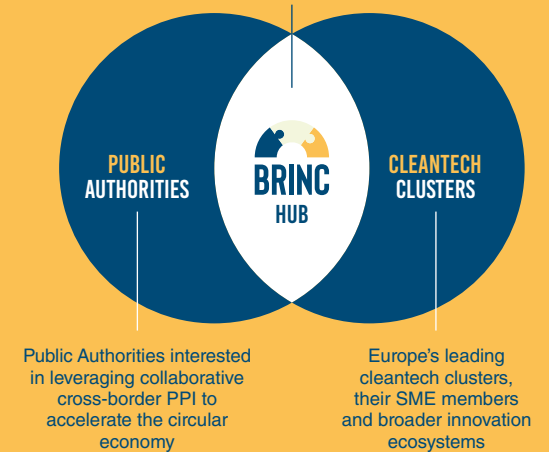 PUBLIC
AUTHORITIES
BRINC
HUB
CLEANTECH
CLUSTERS
Public Authorities interested
in leveraging collaborative
cross-border PPI to
accelerate the circular
economy
Europe's leading
cleantech clusters,
their SME members
and broader innovation
ecosystems